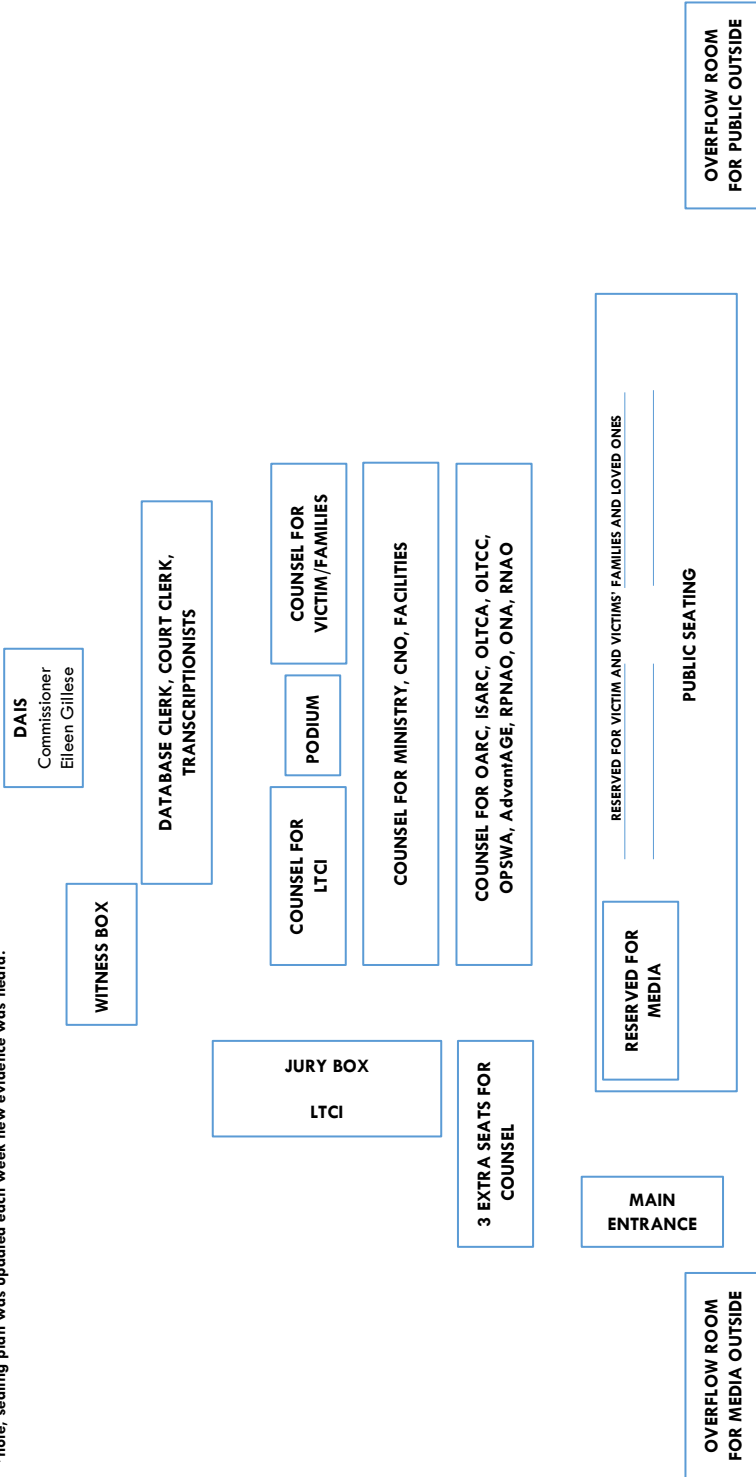 *note, seating plan was updated each week new evidence was heard.
DAIS
Commissioner
Eileen Gillese
WITNESS BOX
DATABASE CLERK, COURT CLERK,
TRANSCRIPTIONISTS
JURY BOX
LTCI
COUNSEL FOR
LTCI
PODIUM
COUNSEL FOR
VICTIM/FAMILIES
COUNSEL FOR MINISTRY, CNO, FACILITIES
3 EXTRA SEATS FOR
COUNSEL
COUNSEL FOR OARC, ISARC, OLTCA, OLTCC,
OPSWA, AdvantAGE, RPNAO, ONA, RNAO
MAIN
ENTRANCE
RESERVED FOR
MEDIA
RESERVED FOR VICTIM AND VICTIMS' FAMILIES AND LOVED ONES
PUBLIC SEATING
OVERFLOW ROOM
FOR MEDIA OUTSIDE
OVERFLOW ROOM
FOR PUBLIC OUTSIDE